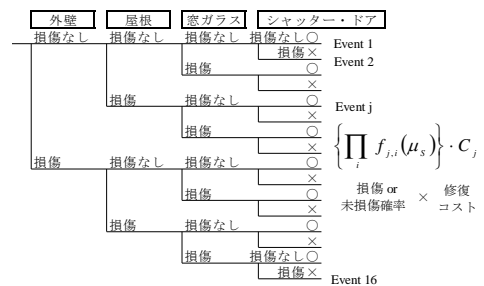 外壁 屋根 窓ガラス シャッター・ドア
損傷なし 損傷なし 損傷なし 損傷なし○ Event 1
損傷× Event 2
損傷 ○
×
損傷 損傷なし ○ Event j
×
損傷 ○
×
{∏_i f_{j,i}(μ_S)}·C_j
損傷 損傷なし 損傷なし ○
×
損傷 ○
×
損傷 or 未損傷確率 × 修復コスト
損傷 損傷なし ○
×
損傷 損傷なし○
損傷× Event 16